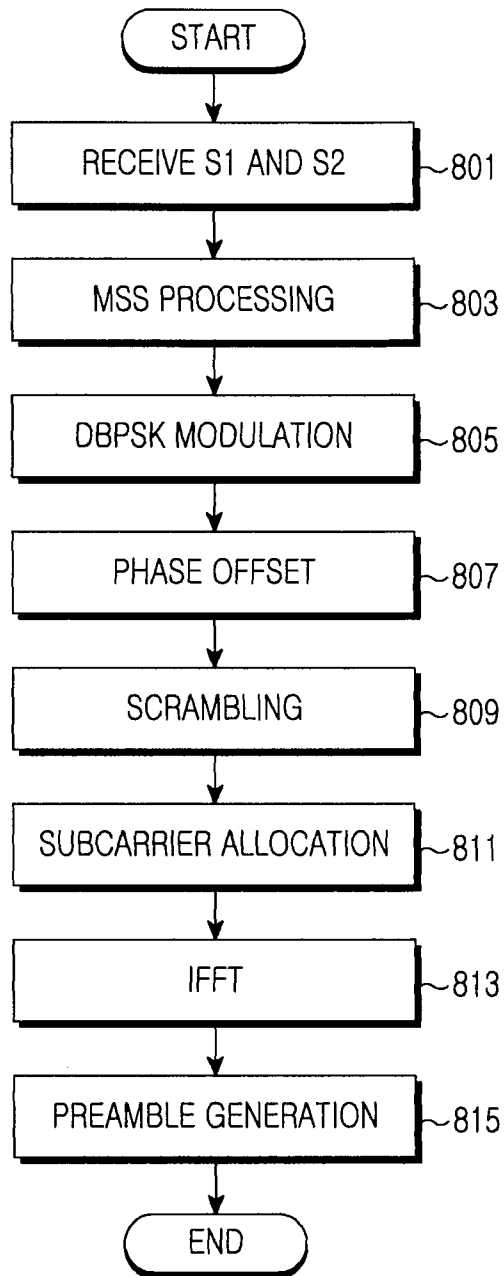 START
RECEIVE S1 AND S2
801
MSS PROCESSING
803
DBPSK MODULATION
805
PHASE OFFSET
807
SCRAMBLING
809
SUBCARRIER ALLOCATION
811
IFFT
813
PREAMBLE GENERATION
815
END